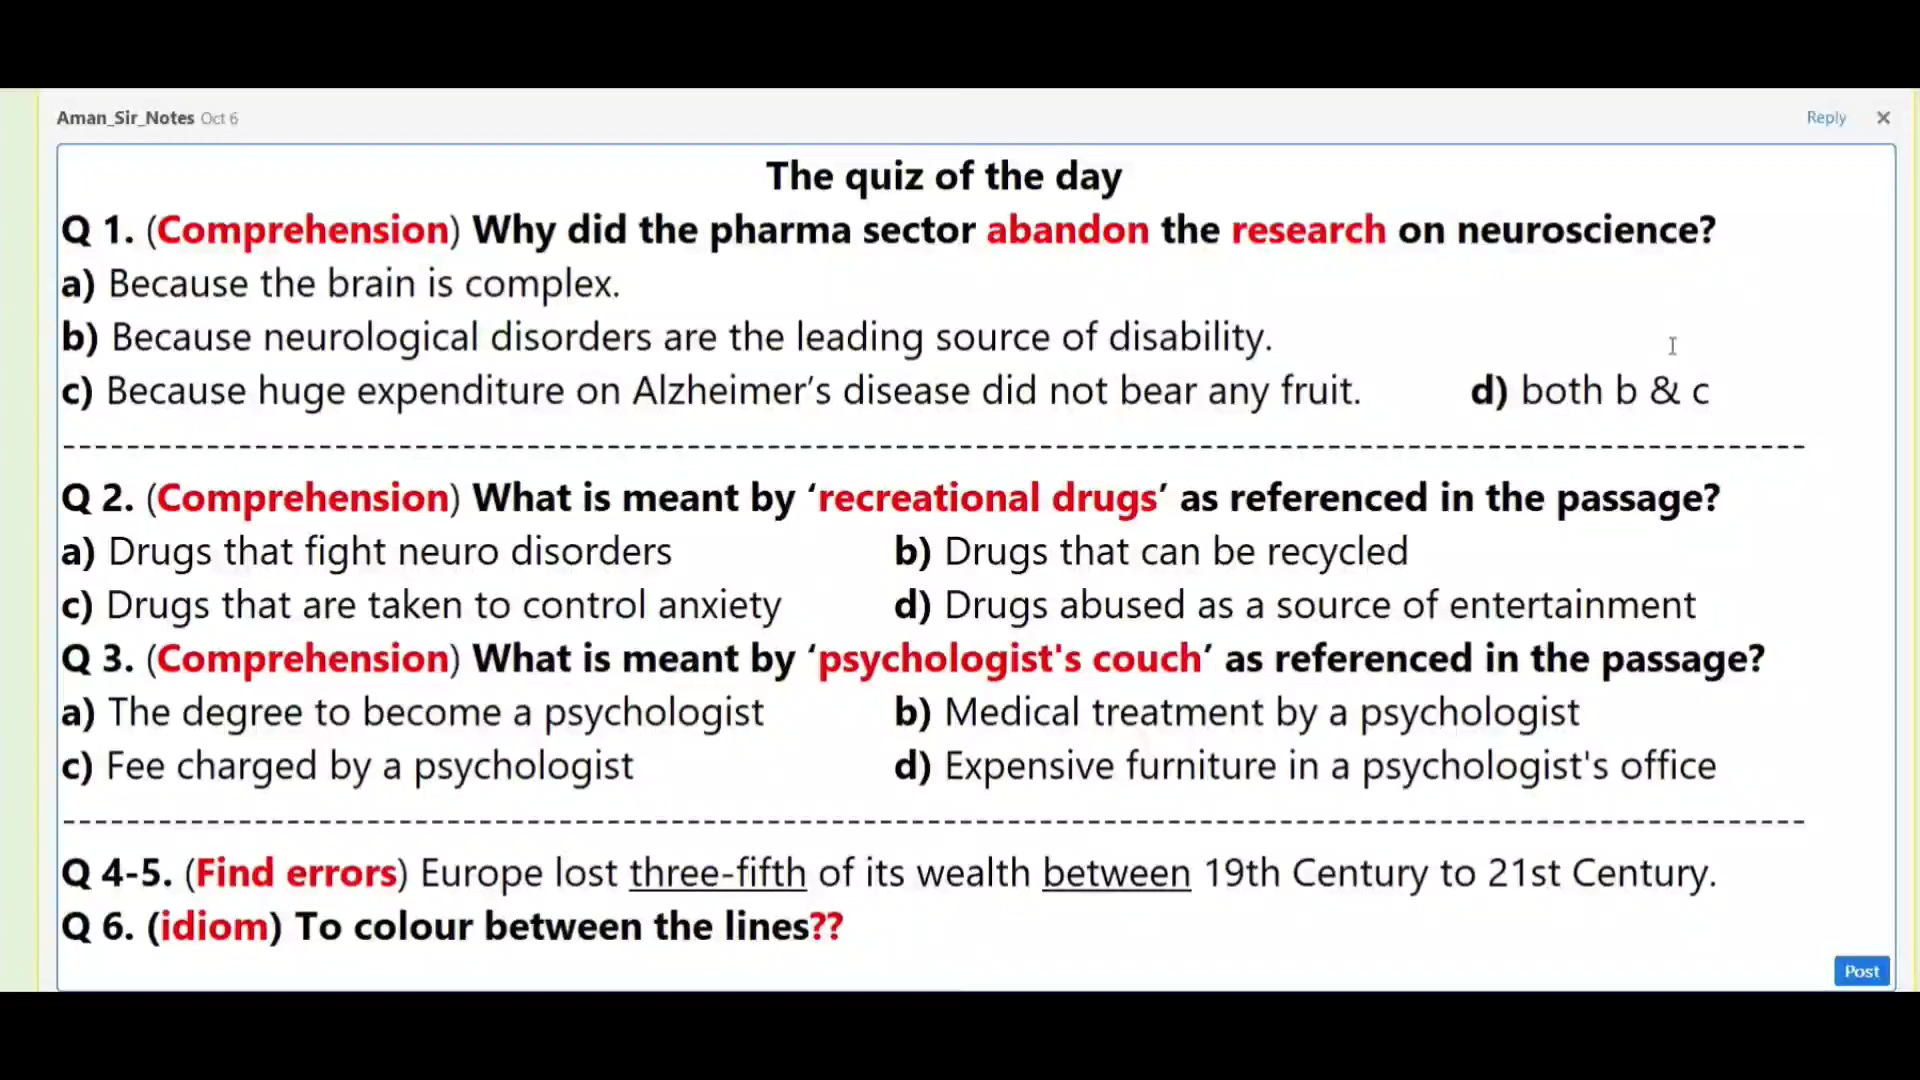 Aman_Sir_Notes Oct 6 Reply ✕
The quiz of the day
Q 1. (Comprehension) Why did the pharma sector abandon the research on neuroscience?
a) Because the brain is complex.
b) Because neurological disorders are the leading source of disability.
c) Because huge expenditure on Alzheimer’s disease did not bear any fruit. d) both b & c
----------------------------------------------------------------------------------------------------
Q 2. (Comprehension) What is meant by ‘recreational drugs’ as referenced in the passage?
a) Drugs that fight neuro disorders b) Drugs that can be recycled
c) Drugs that are taken to control anxiety d) Drugs abused as a source of entertainment
Q 3. (Comprehension) What is meant by ‘psychologist's couch’ as referenced in the passage?
a) The degree to become a psychologist b) Medical treatment by a psychologist
c) Fee charged by a psychologist d) Expensive furniture in a psychologist's office
----------------------------------------------------------------------------------------------------
Q 4-5. (Find errors) Europe lost three-fifth of its wealth between 19th Century to 21st Century.
Q 6. (idiom) To colour between the lines??
Post